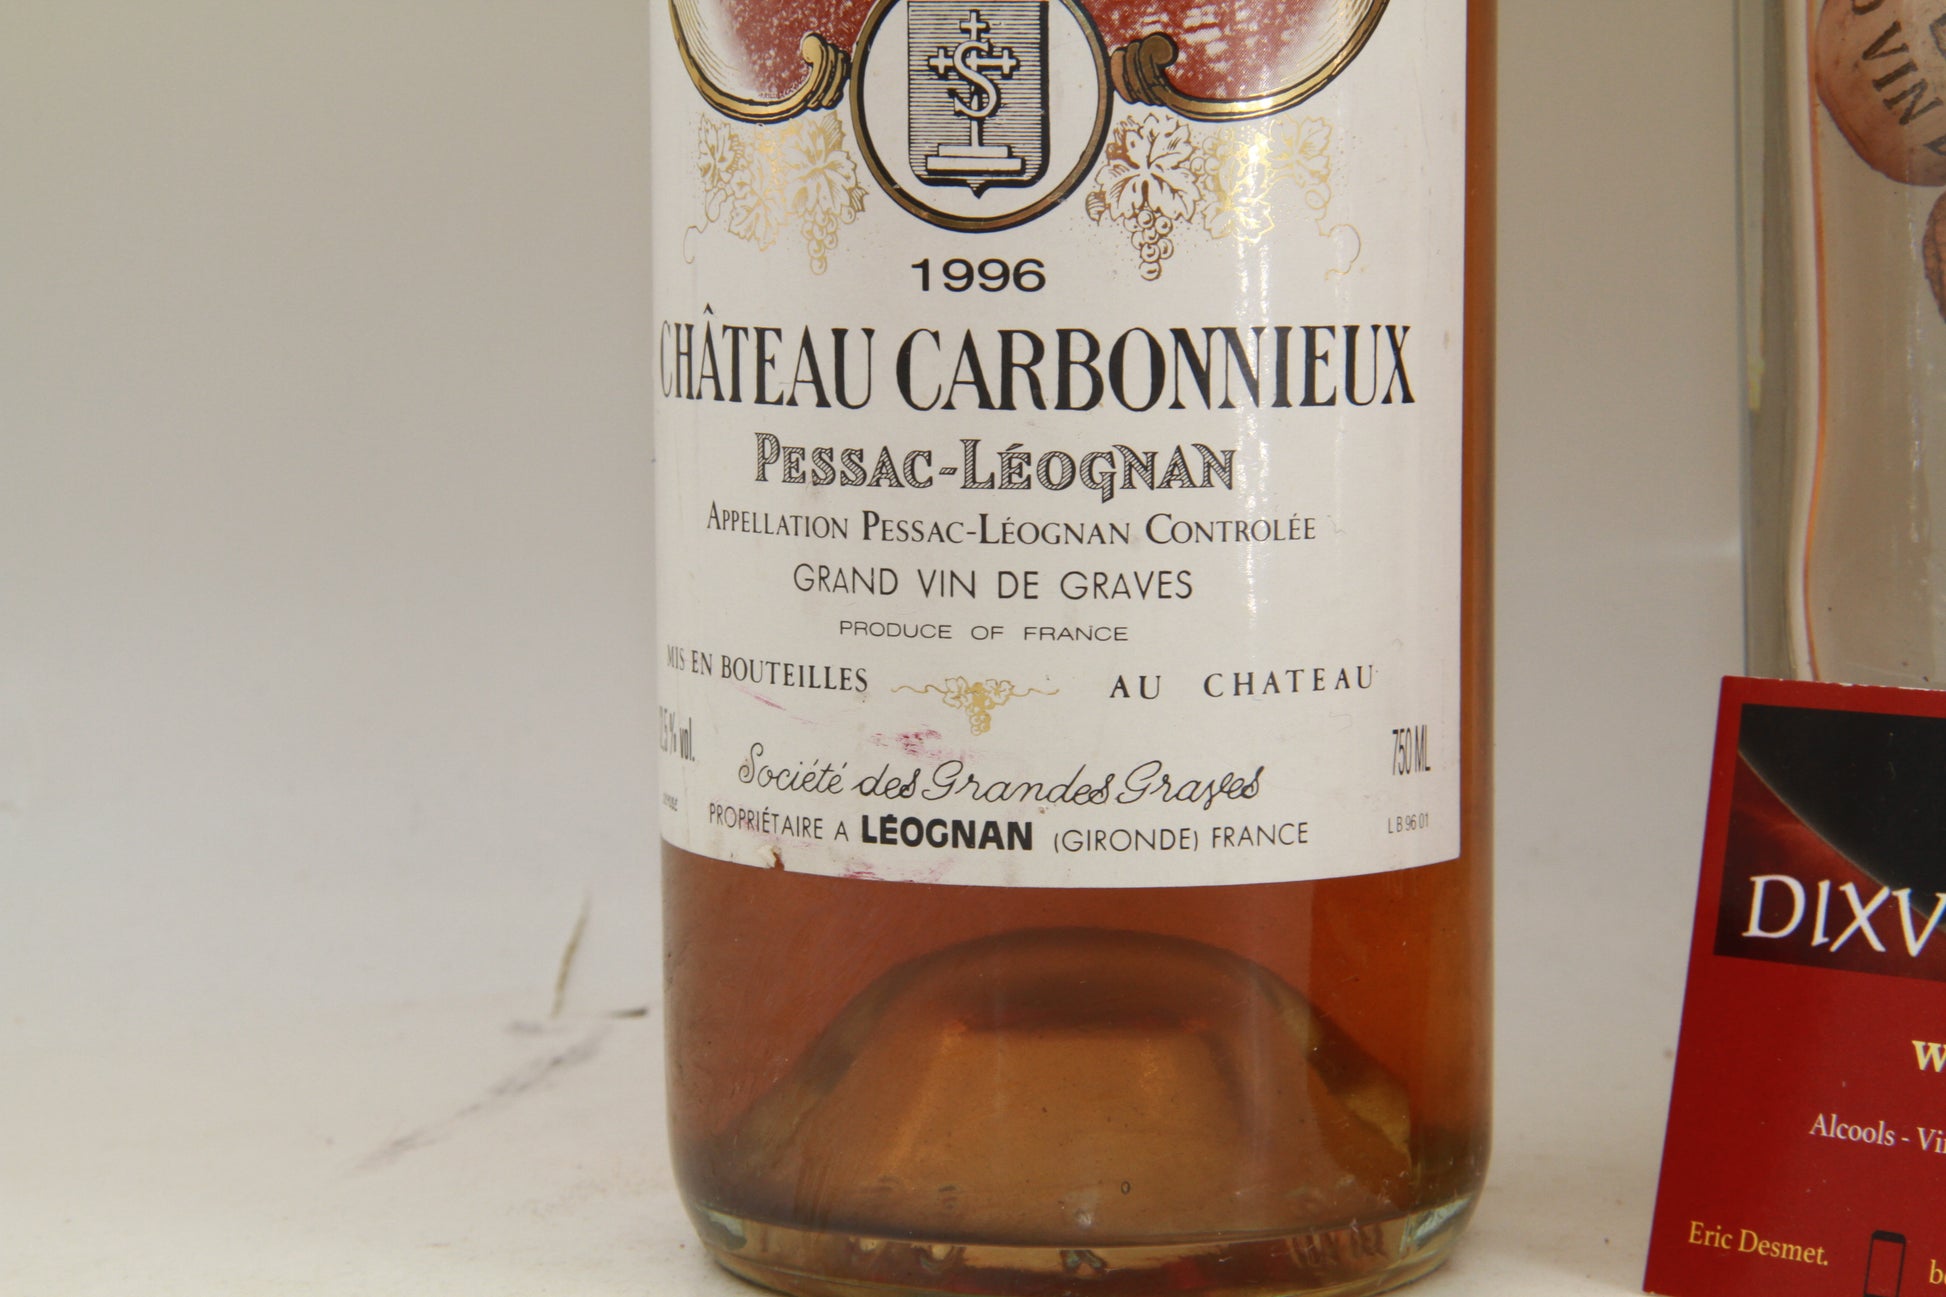 1996
CHÂTEAU CARBONNIEUX
PESSAC-LÉOGNAN
APPELLATION PESSAC-LÉOGNAN CONTROLÉE
GRAND VIN DE GRAVES
PRODUCE OF FRANCE
MIS EN BOUTEILLES AU CHATEAU
% vol. 750 ML
Société des Grandes Graves
PROPRIÉTAIRE A LÉOGNAN (GIRONDE) FRANCE
LB 96 01
VIN
DIXV
Alcools -
Eric Desmet.